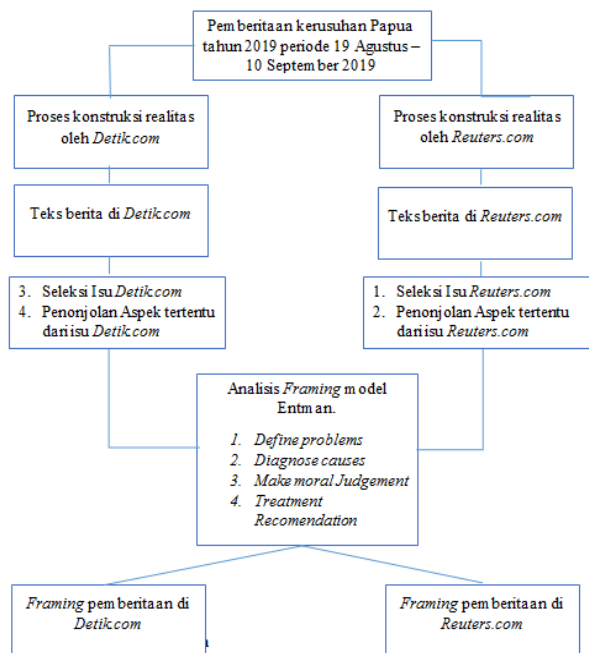 Pemberitaan kerusuhan Papua
tahun 2019 periode 19 Agustus –
10 September 2019
Proses konstruksi realitas
oleh Detik.com
Proses konstruksi realitas
oleh Reuters.com
Teks berita di Detik.com
Teks berita di Reuters.com
3. Seleksi Isu Detik.com
4. Penonjolan Aspek tertentu
dari isu Detik.com
1. Seleksi Isu Reuters.com
2. Penonjolan Aspek tertentu
dari isu Reuters.com
Analisis Framing model
Entman.
1. Define problems
2. Diagnose causes
3. Make moral Judgement
4. Treatment
Recomendation
Framing pemberitaan di
Detik.com
Framing pemberitaan di
Reuters.com